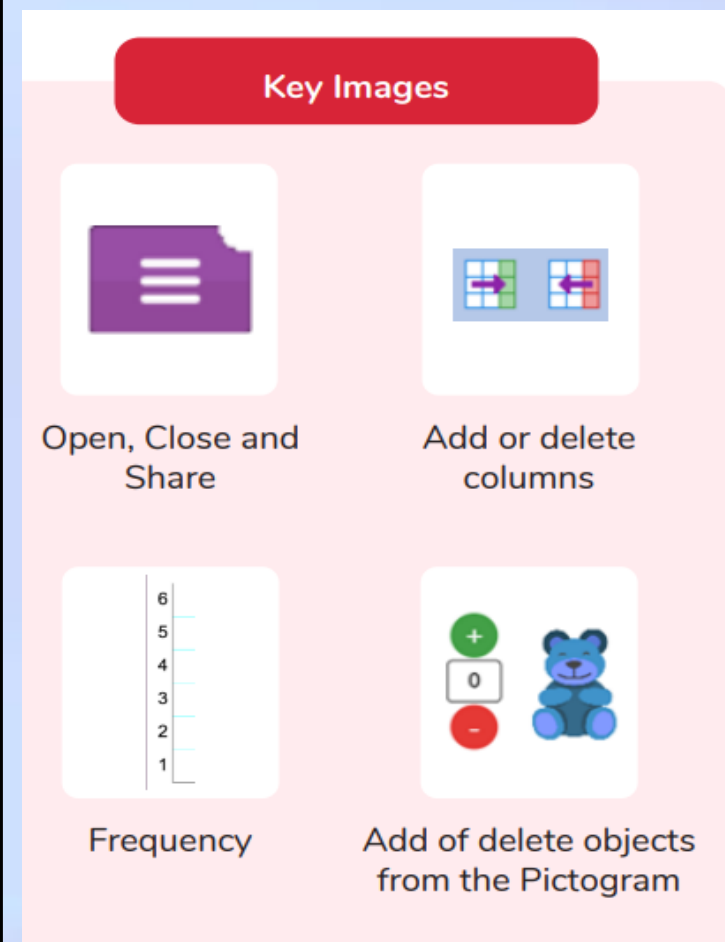 Key Images
Open, Close and
Share
Add or delete
columns
6
5
4
3
2
1
Frequency
+
0
-
Add of delete objects
from the Pictogram